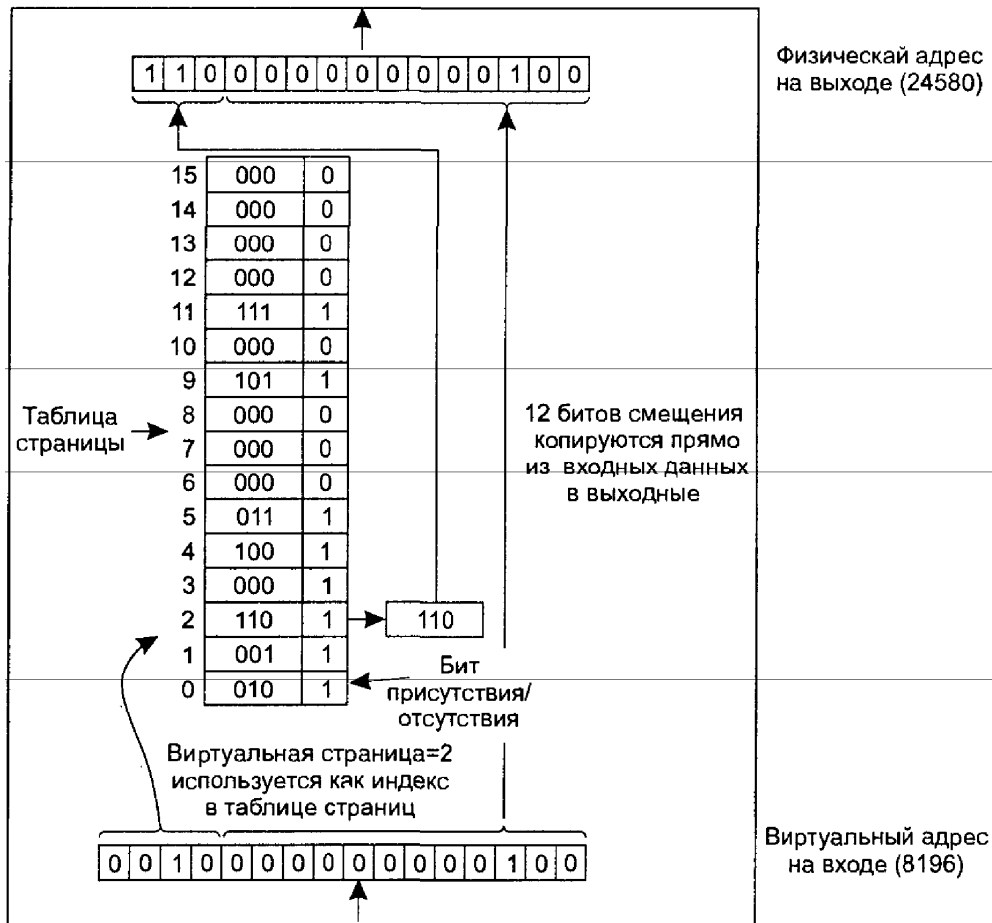 1 1 0 0 0 0 0 0 0 0 0 0 1 0 0
Физическай адрес
на выходе (24580)
15 000 0
14 000 0
13 000 0
12 000 0
11 111 1
10 000 0
9 101 1
8 000 0
7 000 0
6 000 0
5 011 1
4 100 1
3 000 1
2 110 1
1 001 1
0 010 1
Таблица
страницы
110
12 битов смещения
копируются прямо
из входных данных
в выходные
Бит
присутствия/
отсутствия
Виртуальная страница=2
используется как индекс
в таблице страниц
0 0 1 0 0 0 0 0 0 0 0 0 0 1 0 0
Виртуальный адрес
на входе (8196)